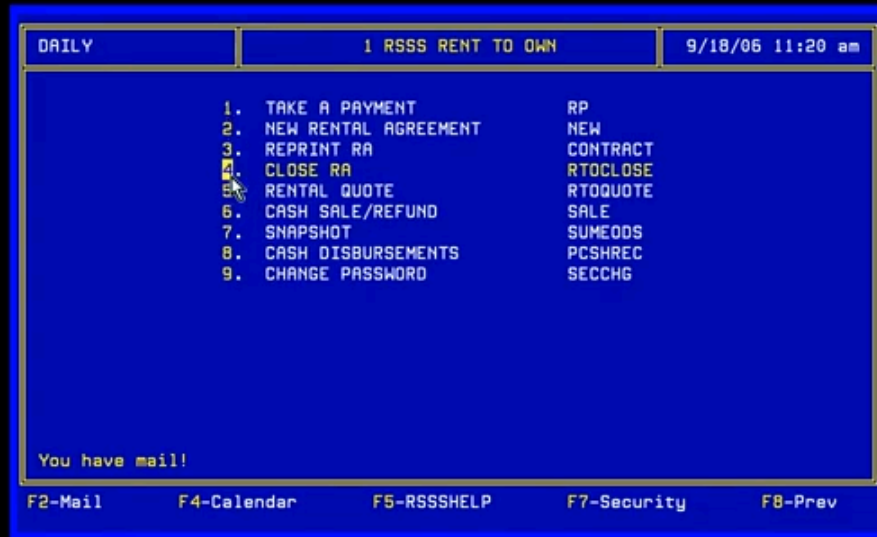 DAILY 1 RSSS RENT TO OWN 9/18/06 11:20 am
1. TAKE A PAYMENT RP
2. NEW RENTAL AGREEMENT NEW
3. REPRINT RA CONTRACT
4. CLOSE RA RTOCLOSE
5. RENTAL QUOTE RTOQUOTE
6. CASH SALE/REFUND SALE
7. SNAPSHOT SUMEODS
8. CASH DISBURSEMENTS PCSHREC
9. CHANGE PASSWORD SECCHG
You have mail!
F2-Mail F4-Calendar F5-RSSSHELP F7-Security F8-Prev